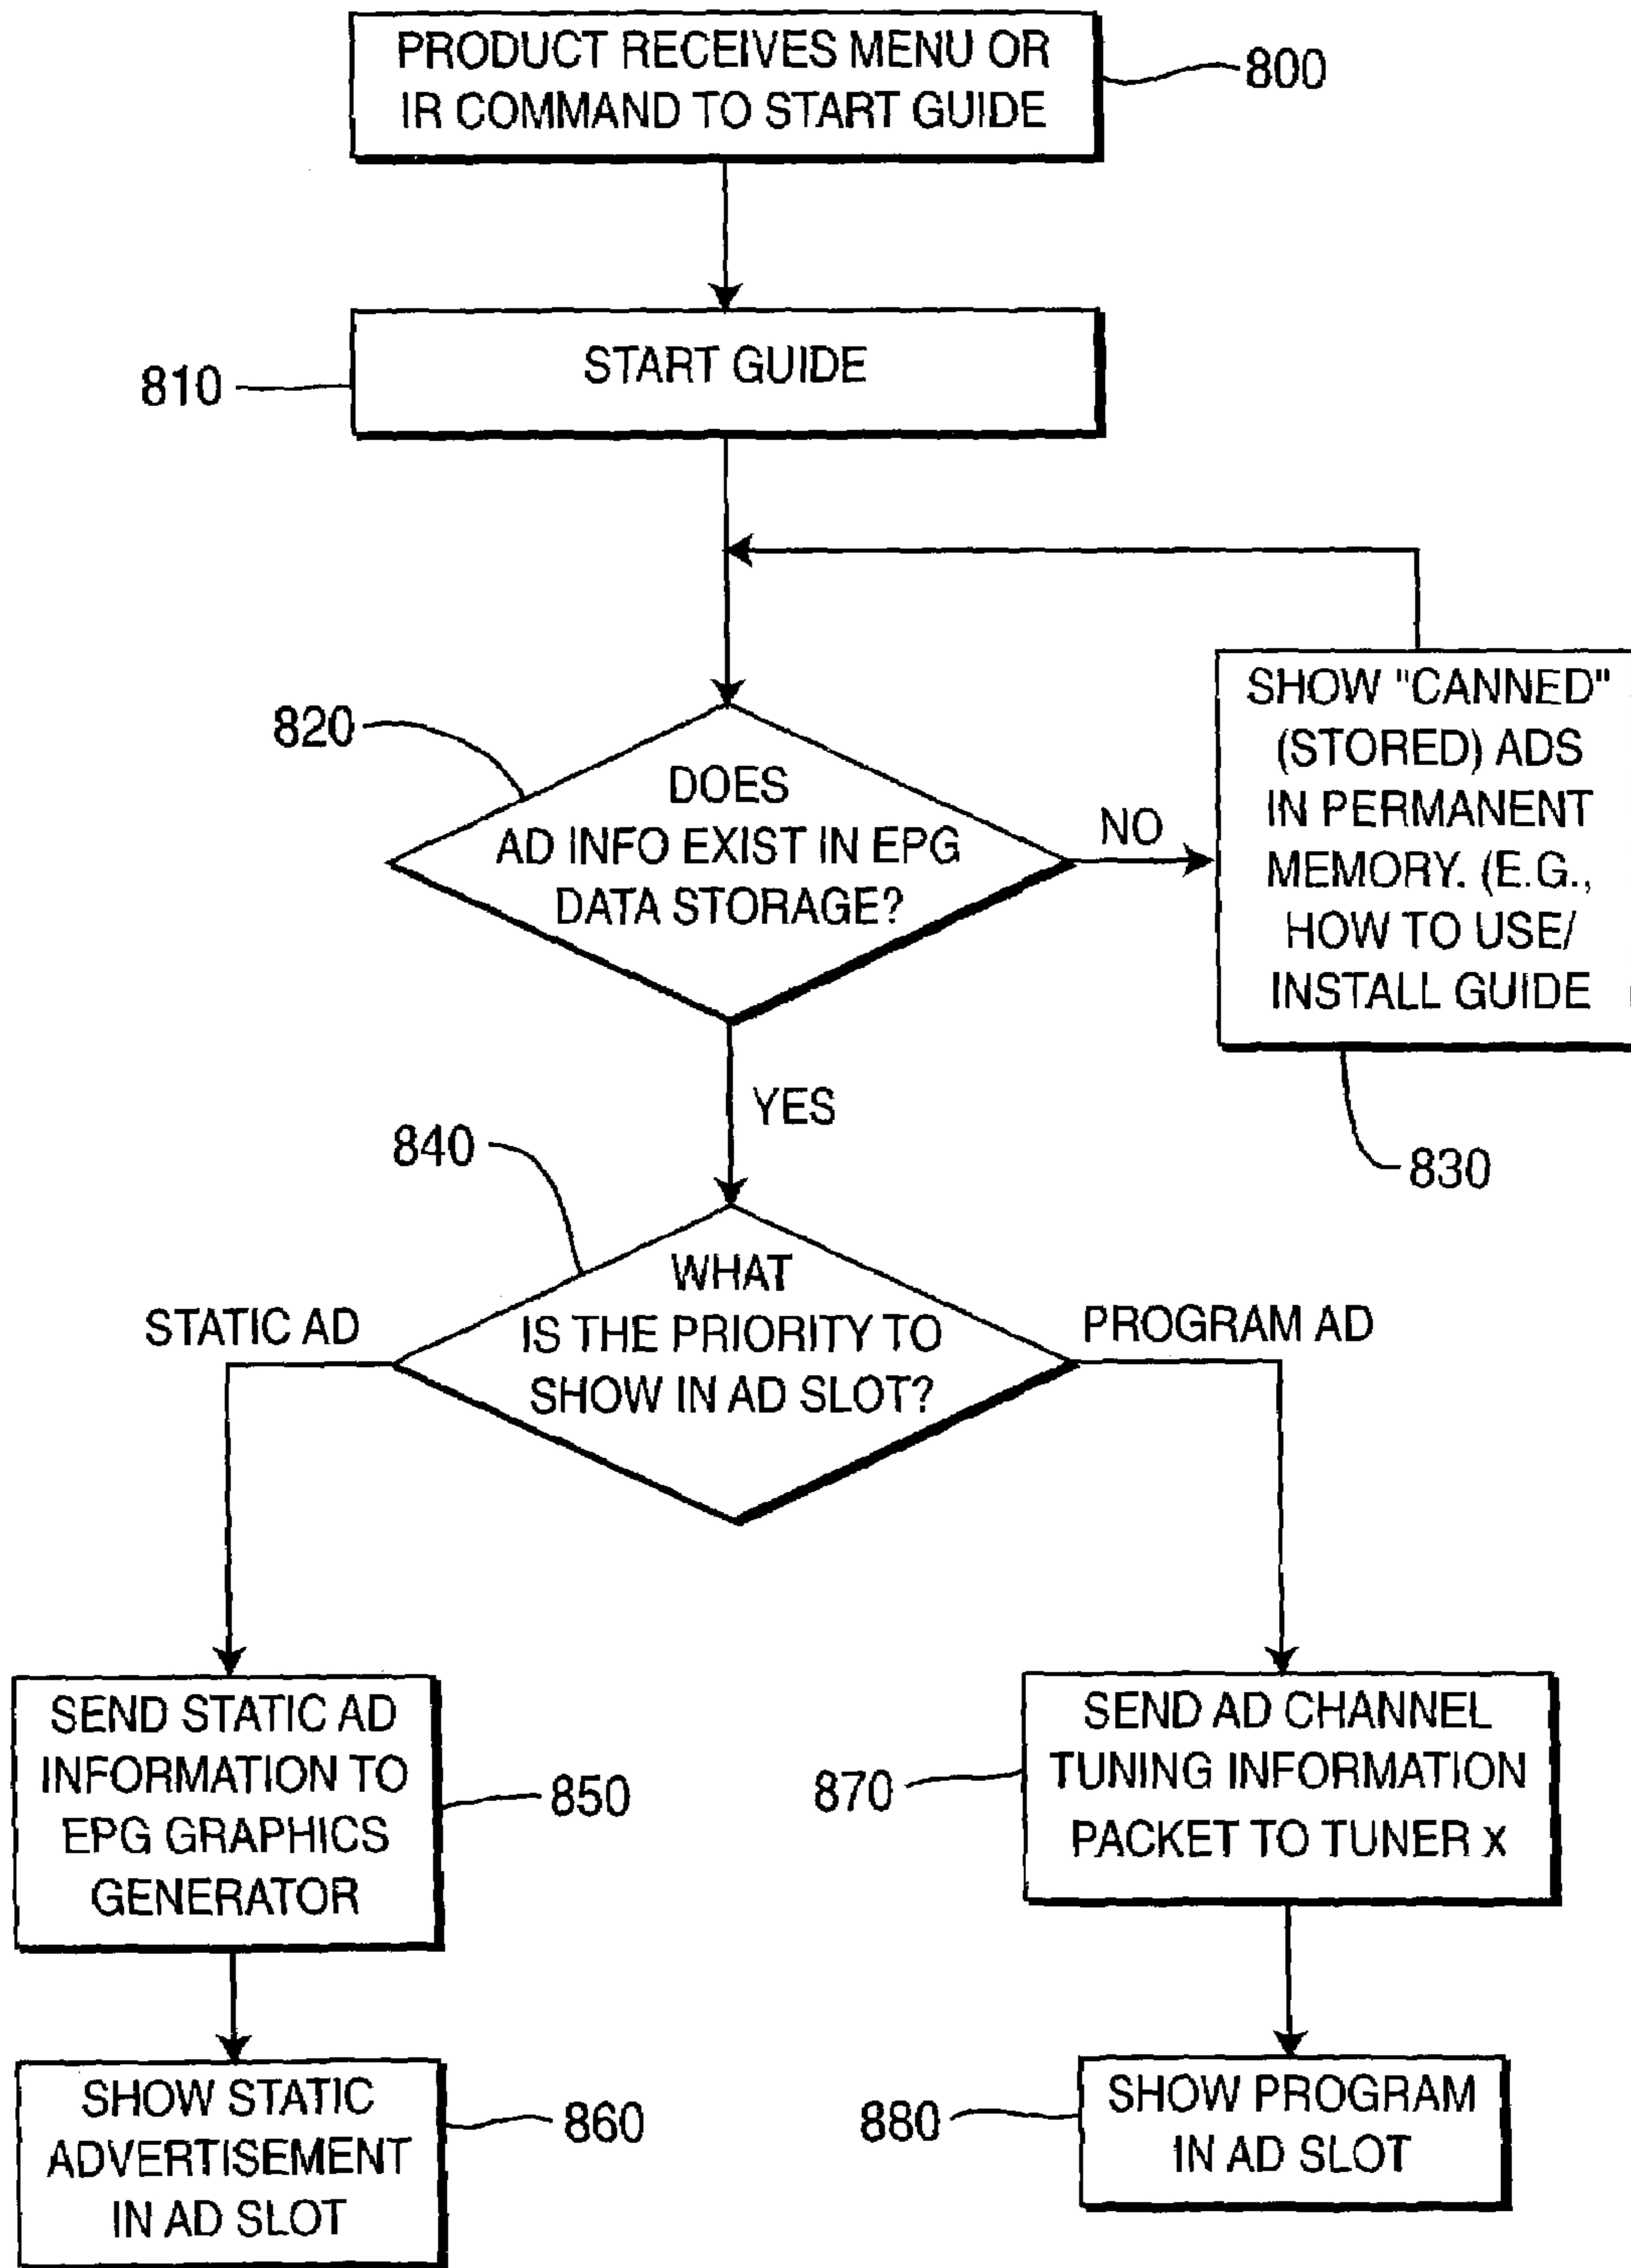 PRODUCT RECEIVES MENU OR
IR COMMAND TO START GUIDE
800
START GUIDE
810
820
DOES
AD INFO EXIST IN EPG
DATA STORAGE?
NO
SHOW "CANNED"
(STORED) ADS
IN PERMANENT
MEMORY. (E.G.,
HOW TO USE/
INSTALL GUIDE
830
YES
840
WHAT
IS THE PRIORITY TO
SHOW IN AD SLOT?
STATIC AD
PROGRAM AD
SEND STATIC AD
INFORMATION TO
EPG GRAPHICS
GENERATOR
850
870
SEND AD CHANNEL
TUNING INFORMATION
PACKET TO TUNER X
SHOW STATIC
ADVERTISEMENT
IN AD SLOT
860
880
SHOW PROGRAM
IN AD SLOT